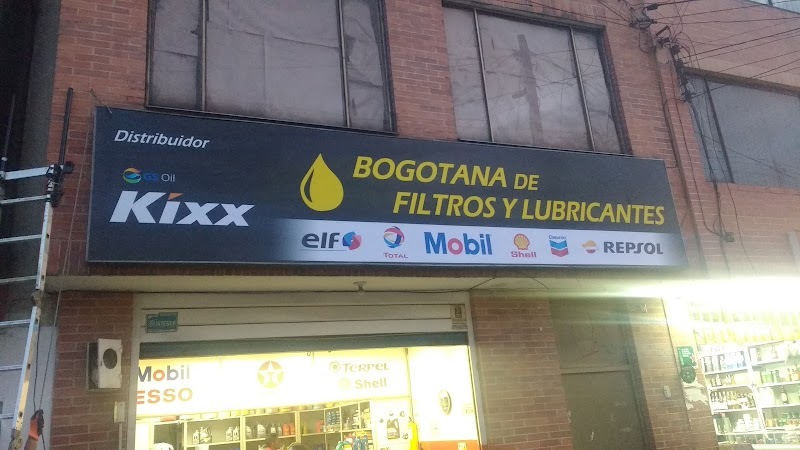 Distribuidor
GS Oil
Kixx
BOGOTANA DE
FILTROS Y LUBRICANTES
elf
TOTAL
Mobil
Shell
Chevron
REPSOL
Mobil
ESSO
TERPEL
Shell